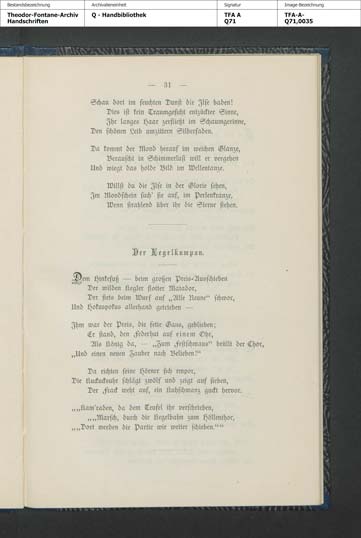 Bestandsbezeichnung
Archivalieneinheit
Signatur
Image Bezeichnung
Theodor-Fontane-Archiv
Handschriften
Q - Handbibliothek
TFA A
Q71
TFA-A-
Q71,0035
— 31 —
Schau dort im feuchten Dunst die Ilse baden!
Dies ist kein Traumgesicht entzückter Sinne,
Ihr langes Haar zerfließt im Schaumgerinne,
Den schönen Leib umzittern Silberfaden.
Da kommt der Mond herauf im weichen Glanze,
Berauscht in Schimmerlust will er vergehen
Und wiegt das holde Bild im Wellentanze.
Willst du die Ilse in der Glorie sehen,
Im Mondschein such' sie auf, im Perlenkranze,
Wenn strahlend über ihr die Sterne stehen.
Der Kegelkumpan.
Dem Hinkefuß — beim großen Preis-Ausschieben
Der wilden Kegler flotter Matador,
Der stets beim Wurf auf „Alle Neune“ schwor,
Und Hokuspokus allerhand getrieben —
Ihm war der Preis, die fette Gans, geblieben;
Er stand, den Federhut auf einem Ohr,
Als König da, — „Zum Festschmaus“ brüllt der Chor,
„Und einen neuen Zauber nach Belieben!“
Da richten seine Hörner sich empor,
Die Kuckucksuhr schlägt zwölf und zeigt auf sieben,
Der Frack weht auf, ein Kuhschwanz guckt hervor.
„„Kam'raden, da dem Teufel ihr verschrieben,
„„Marsch, durch die Kegelbahn zum Höllenthor,
„„Dort werden die Partie wir weiter schieben.““